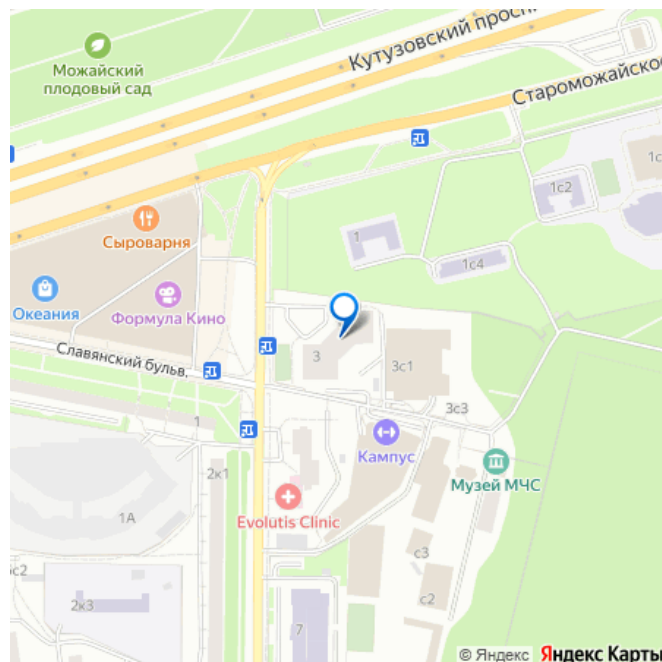 Кутузовский просп
Можайский
плодовый сад
Староможайское
1с
1с2
1
Сыроварня
1с4
Океания
Формула Кино
Славянский бульв.
3
3с1
3с3
1
Кампус
2к1
Музей МЧС
Evolutis Clinic
1А
с3
с2
2к3
7
© Яндекс Яндекс Карты